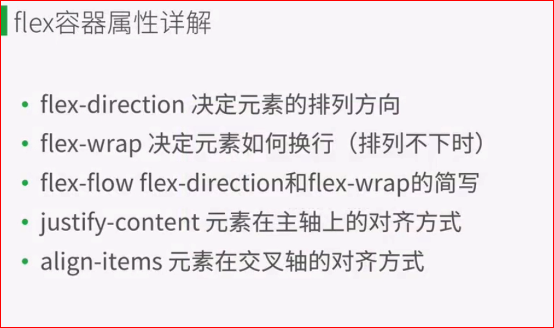 flex容器属性详解
• flex-direction 决定元素的排列方向
• flex-wrap 决定元素如何换行（排列不下时）
• flex-flow flex-direction和flex-wrap的简写
• justify-content 元素在主轴上的对齐方式
• align-items 元素在交叉轴的对齐方式